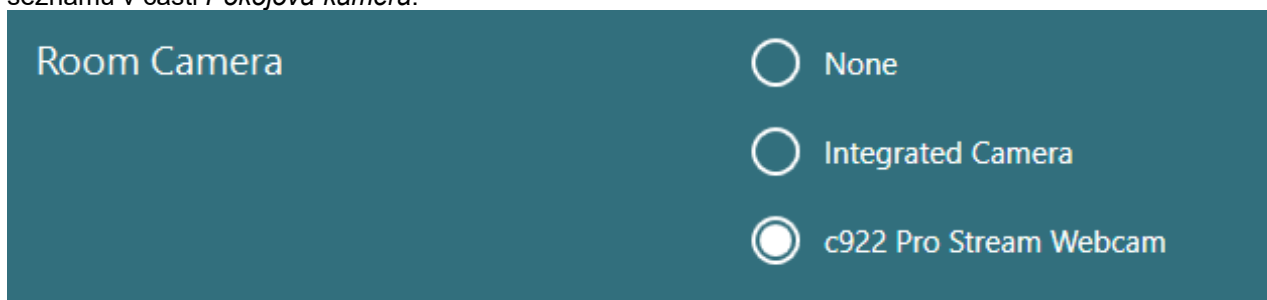 seznamu v části Pokojová kamera.
Room Camera
None
Integrated Camera
c922 Pro Stream Webcam